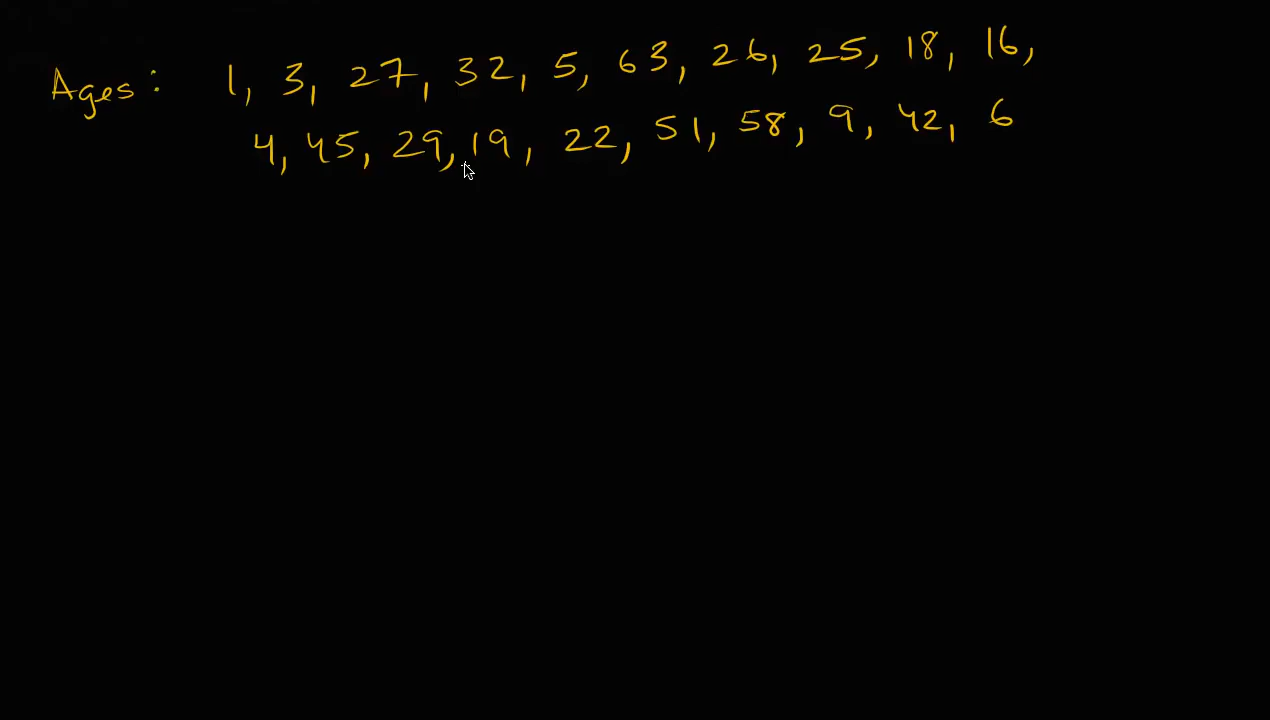 Ages: 1, 3, 27, 32, 5, 63, 26, 25, 18, 16,
4, 45, 29, 19, 22, 51, 58, 9, 42, 6